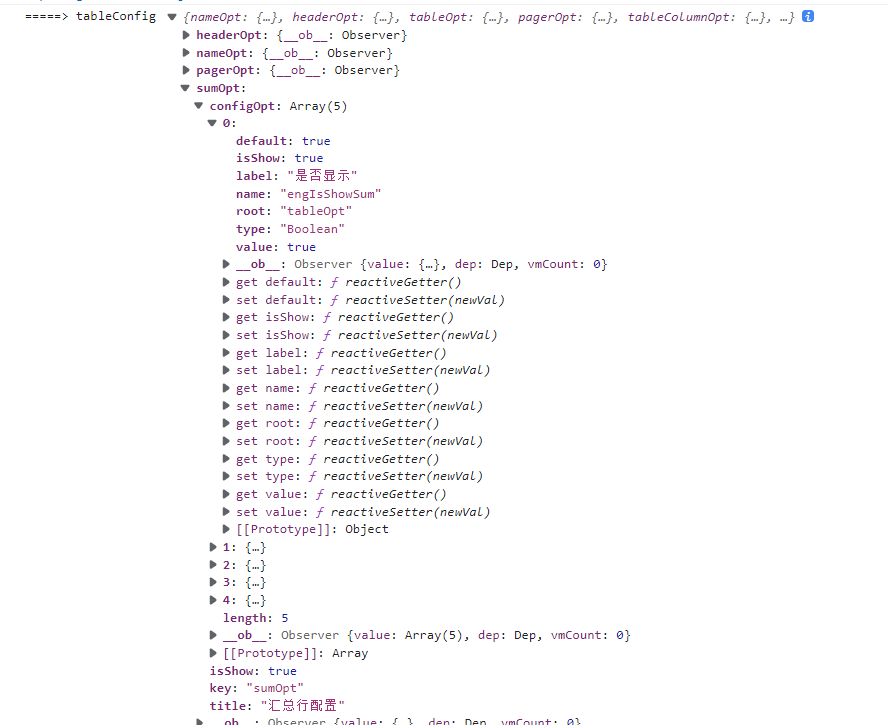 =====> tableConfig ▼ {nameOpt: {…}, headerOpt: {…}, tableOpt: {…}, pagerOpt: {…}, tableColumnOpt: {…}, …} i
▶ headerOpt: {__ob__: Observer}
▶ nameOpt: {__ob__: Observer}
▶ pagerOpt: {__ob__: Observer}
▼ sumOpt:
▼ configOpt: Array(5)
▼ 0:
default: true
isShow: true
label: "是否显示"
name: "engIsShowSum"
root: "tableOpt"
type: "Boolean"
value: true
▶ __ob__: Observer {value: {…}, dep: Dep, vmCount: 0}
▶ get default: ƒ reactiveGetter()
▶ set default: ƒ reactiveSetter(newVal)
▶ get isShow: ƒ reactiveGetter()
▶ set isShow: ƒ reactiveSetter(newVal)
▶ get label: ƒ reactiveGetter()
▶ set label: ƒ reactiveSetter(newVal)
▶ get name: ƒ reactiveGetter()
▶ set name: ƒ reactiveSetter(newVal)
▶ get root: ƒ reactiveGetter()
▶ set root: ƒ reactiveSetter(newVal)
▶ get type: ƒ reactiveGetter()
▶ set type: ƒ reactiveSetter(newVal)
▶ get value: ƒ reactiveGetter()
▶ set value: ƒ reactiveSetter(newVal)
▶ [[Prototype]]: Object
▶ 1: {…}
▶ 2: {…}
▶ 3: {…}
▶ 4: {…}
length: 5
▶ __ob__: Observer {value: Array(5), dep: Dep, vmCount: 0}
▶ [[Prototype]]: Array
isShow: true
key: "sumOpt"
title: "汇总行配置"
▶ __ob__: Observer {value: {…}, dep: Dep, vmCount: 0}